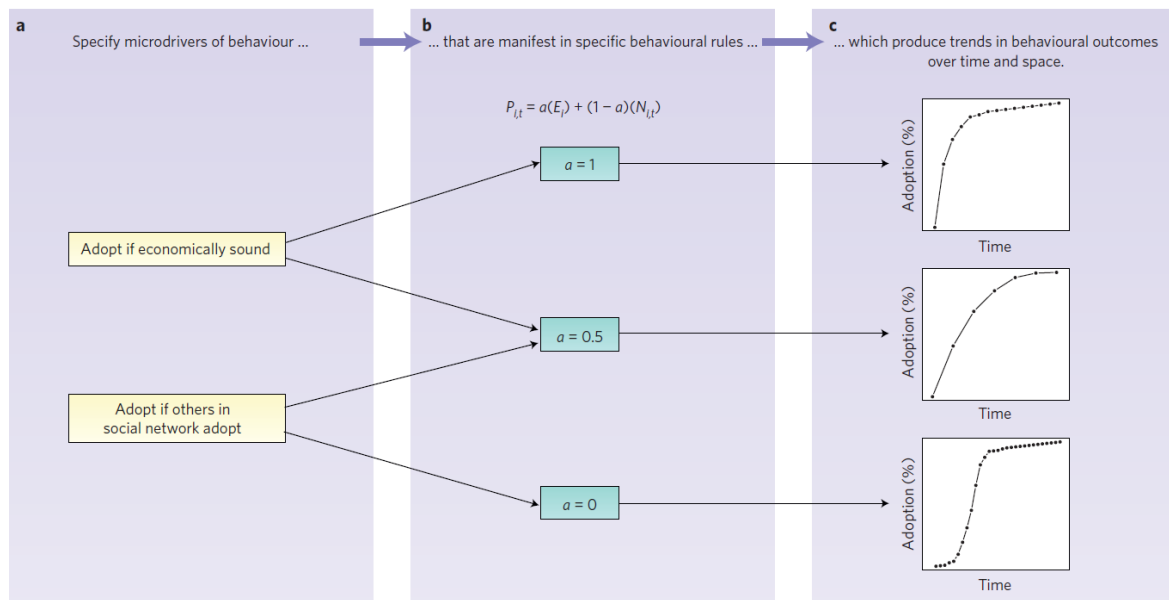 a
Specify microdrivers of behaviour ...
b
... that are manifest in specific behavioural rules ...
c
... which produce trends in behavioural outcomes
over time and space.
P_{i,t} = a(E_i) + (1 – a)(N_{i,t})
Adopt if economically sound
Adopt if others in
social network adopt
a = 1
a = 0.5
a = 0
Adoption (%)
Time
Adoption (%)
Time
Adoption (%)
Time